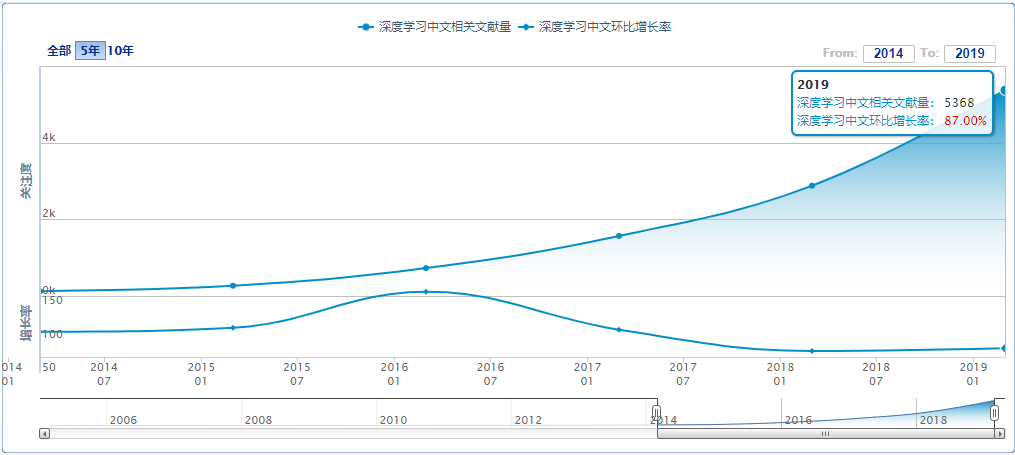 深度学习中文相关文献量 深度学习中文环比增长率
全部 5年 10年 From: 2014 To: 2019
2019
深度学习中文相关文献量: 5368
深度学习中文环比增长率: 87.00%
关注度
4k
2k
0k
增长率
150
100
50
014 2014 2015 2015 2016 2016 2017 2017 2018 2018 2019
01 07 01 07 01 07 01 07 01 07 01
2006 2008 2010 2012 2014 2016 2018